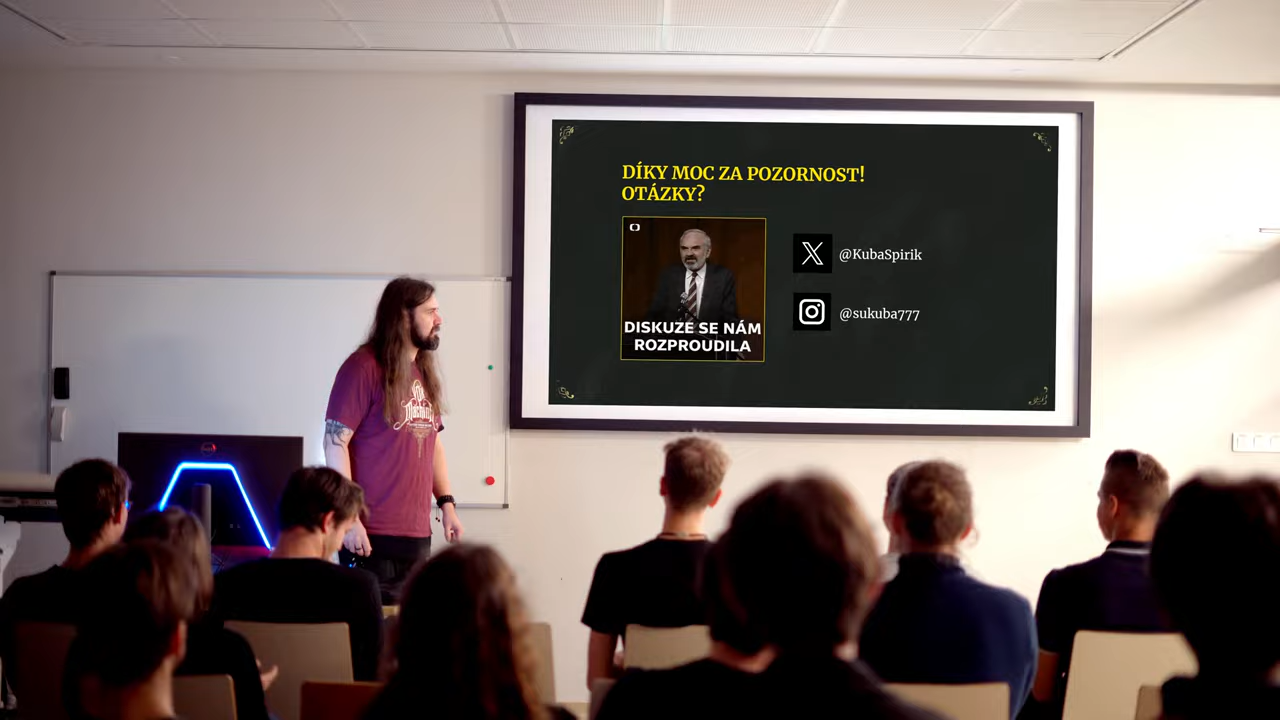 DÍKY MOC ZA POZORNOST!
OTÁZKY?
DISKUZE SE NÁM
ROZPROUDILA
@KubaSpirik
@sukuba777